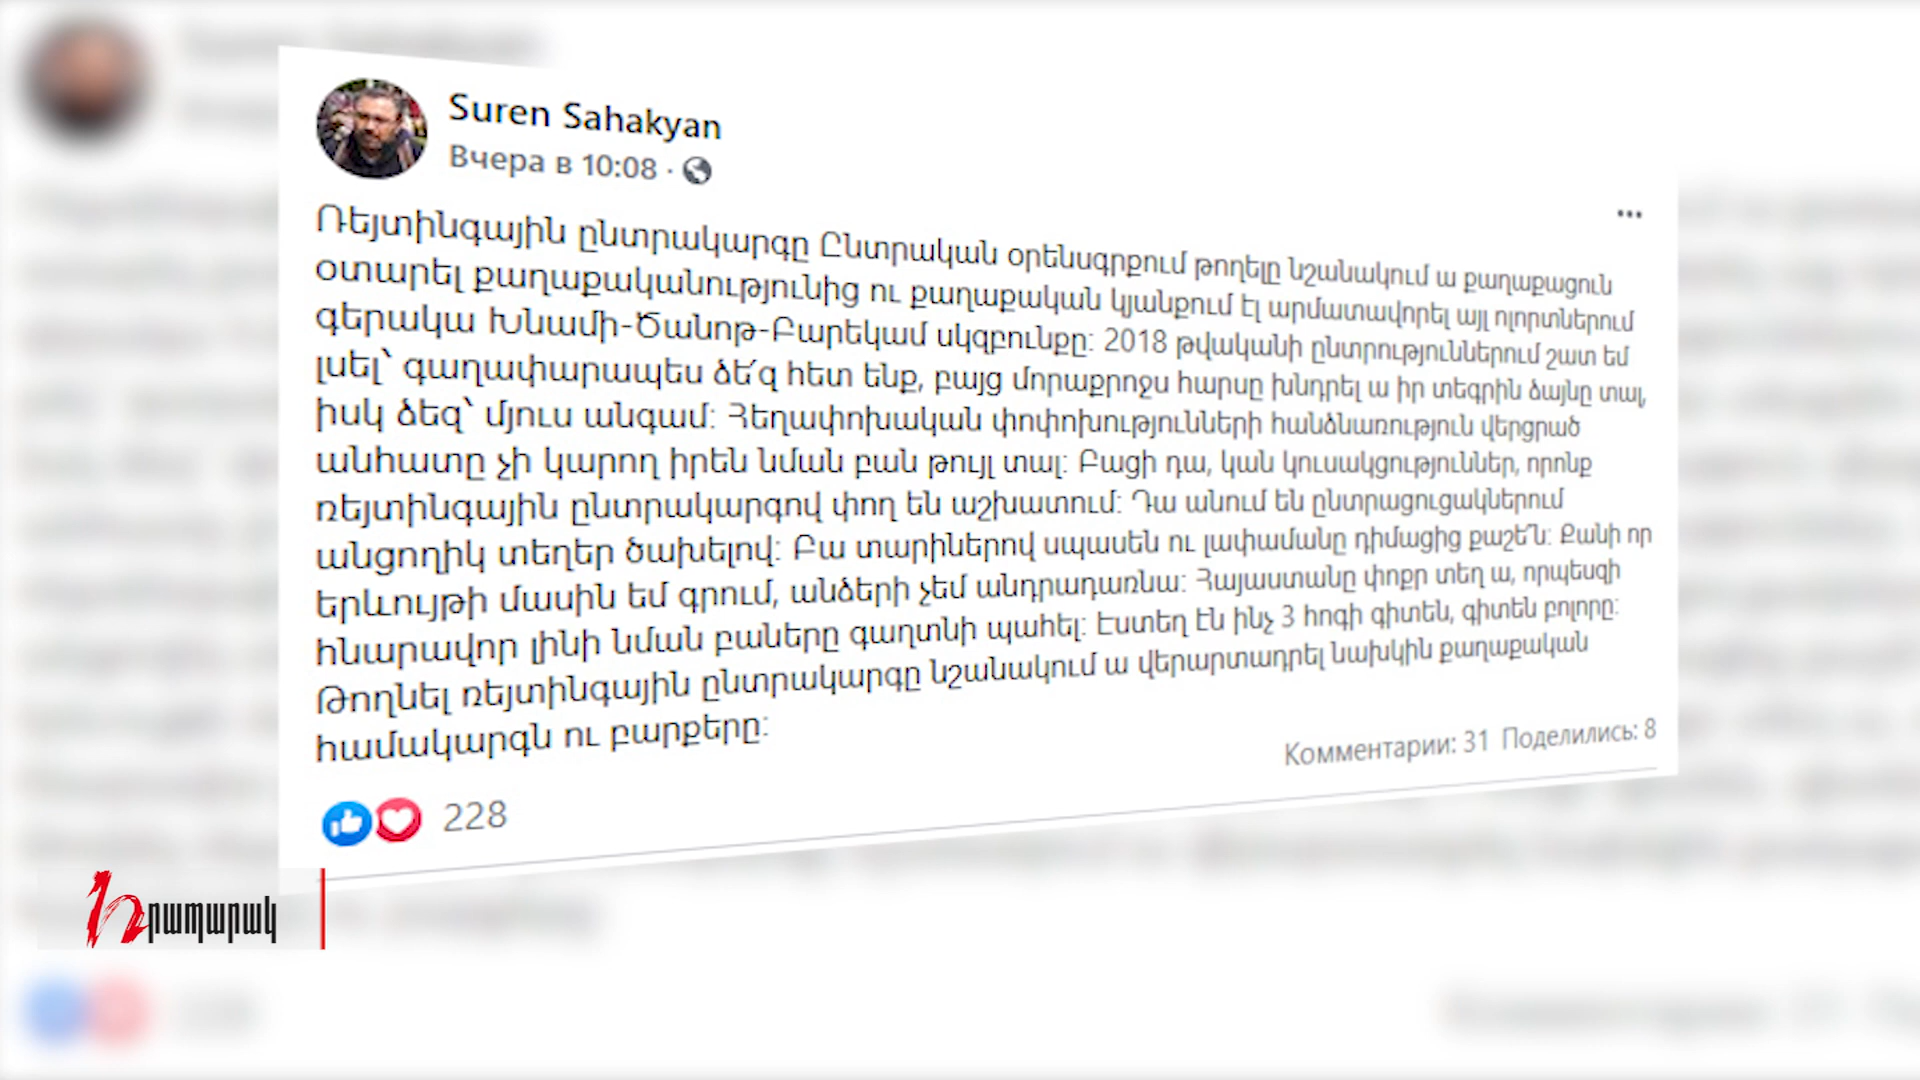 Suren Sahakyan
Вчера в 10:08 ·
Ռեյտինգային ընտրակարգը Ընտրական օրենսգրքում թողելը նշանակում ա քաղաքացուն
օտարել քաղաքականությունից ու քաղաքական կյանքում էլ արմատավորել այլ ոլորտներում
գերակա Խնամի-Ծանոթ-Բարեկամ սկզբունքը։ 2018 թվականի ընտրություններում շատ եմ
լսել՝ գաղափարապես ձե՛զ հետ ենք, բայց մորաքրոջս հարսը խնդրել ա իր տեգրին ձայնը տալ,
իսկ ձեզ՝ մյուս անգամ։ Հեղափոխական փոփոխությունների հանձնառություն վերցրած
անհատը չի կարող իրեն նման բան թույլ տալ։ Բացի դա, կան կուսակցություններ, որոնք
ռեյտինգային ընտրակարգով փող են աշխատում։ Դա անում են ընտրացուցակներում
անցողիկ տեղեր ծախելով։ Բա տարիներով սպասեն ու լափամանը դիմացից քաշե՞ն։ Քանի որ
երևույթի մասին եմ գրում, անձերի չեմ անդրադառնա։ Հայաստանը փոքր տեղ ա, որպեսզի
հնարավոր լինի նման բաները գաղտնի պահել։ Էստեղ էն ինչ 3 հոգի գիտեն, գիտեն բոլորը։
Թողնել ռեյտինգային ընտրակարգը նշանակում ա վերարտադրել նախկին քաղաքական
համակարգն ու բարքերը։
Комментарии: 31 Поделились: 8
228
Հրապարակ